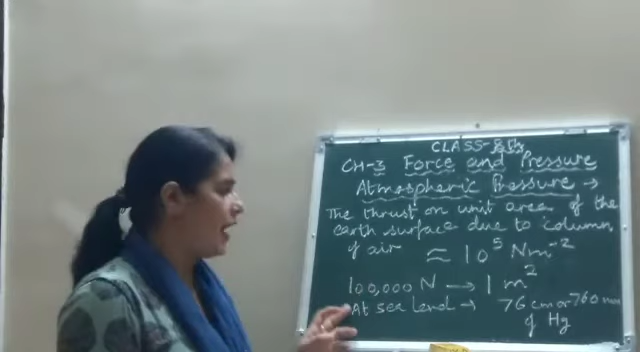 CLASS-8th
CH-3 Force and Pressure
Atmospheric Pressure →
The thrust on unit area of the
earth surface due to column
of air ≈ 10⁵ Nm⁻²
100,000 N → 1 m²
At sea lend → 76 cm or 760 mm
of Hg